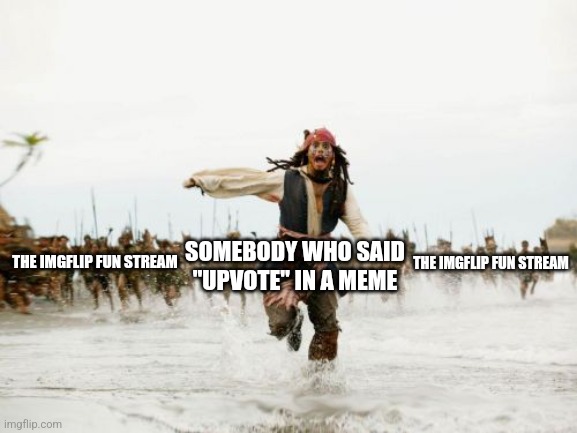 THE IMGFLIP FUN STREAM
SOMEBODY WHO SAID
"UPVOTE" IN A MEME
THE IMGFLIP FUN STREAM
imgflip.com